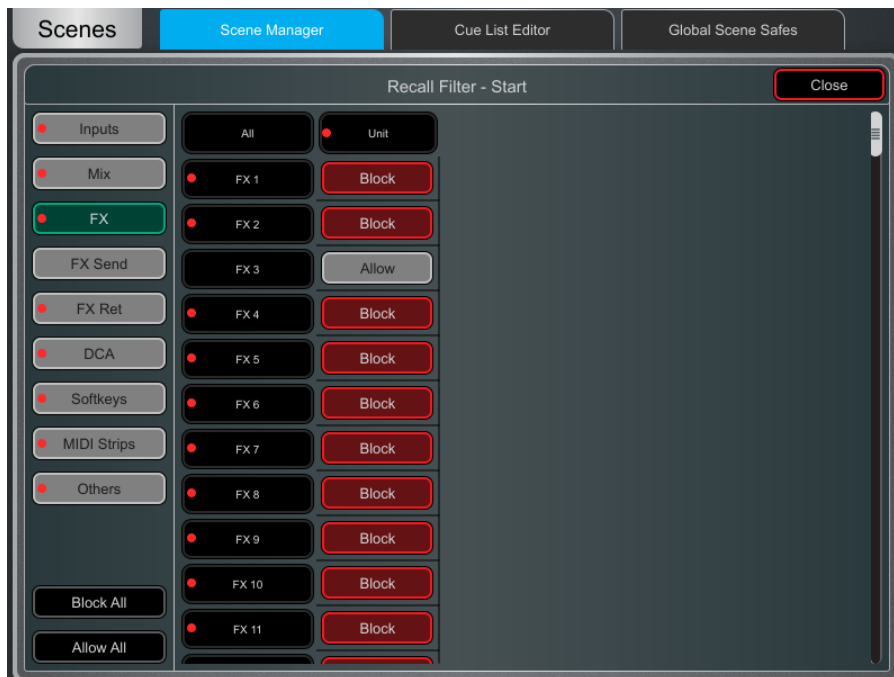 Scenes
Scene Manager
Cue List Editor
Global Scene Safes
Recall Filter - Start
Close
Inputs
Mix
FX
FX Send
FX Ret
DCA
Softkeys
MIDI Strips
Others
Block All
Allow All
All
Unit
FX 1
Block
FX 2
Block
FX 3
Allow
FX 4
Block
FX 5
Block
FX 6
Block
FX 7
Block
FX 8
Block
FX 9
Block
FX 10
Block
FX 11
Block